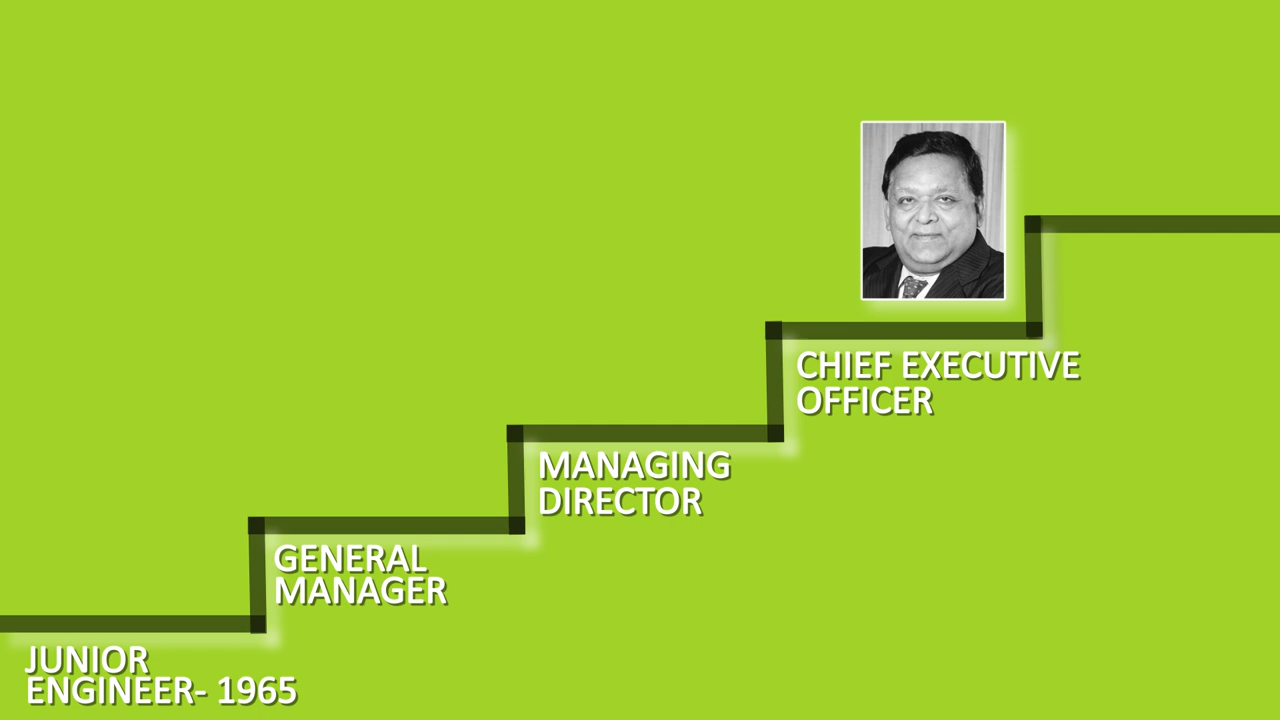 CHIEF EXECUTIVE
OFFICER
MANAGING
DIRECTOR
GENERAL
MANAGER
JUNIOR
ENGINEER- 1965